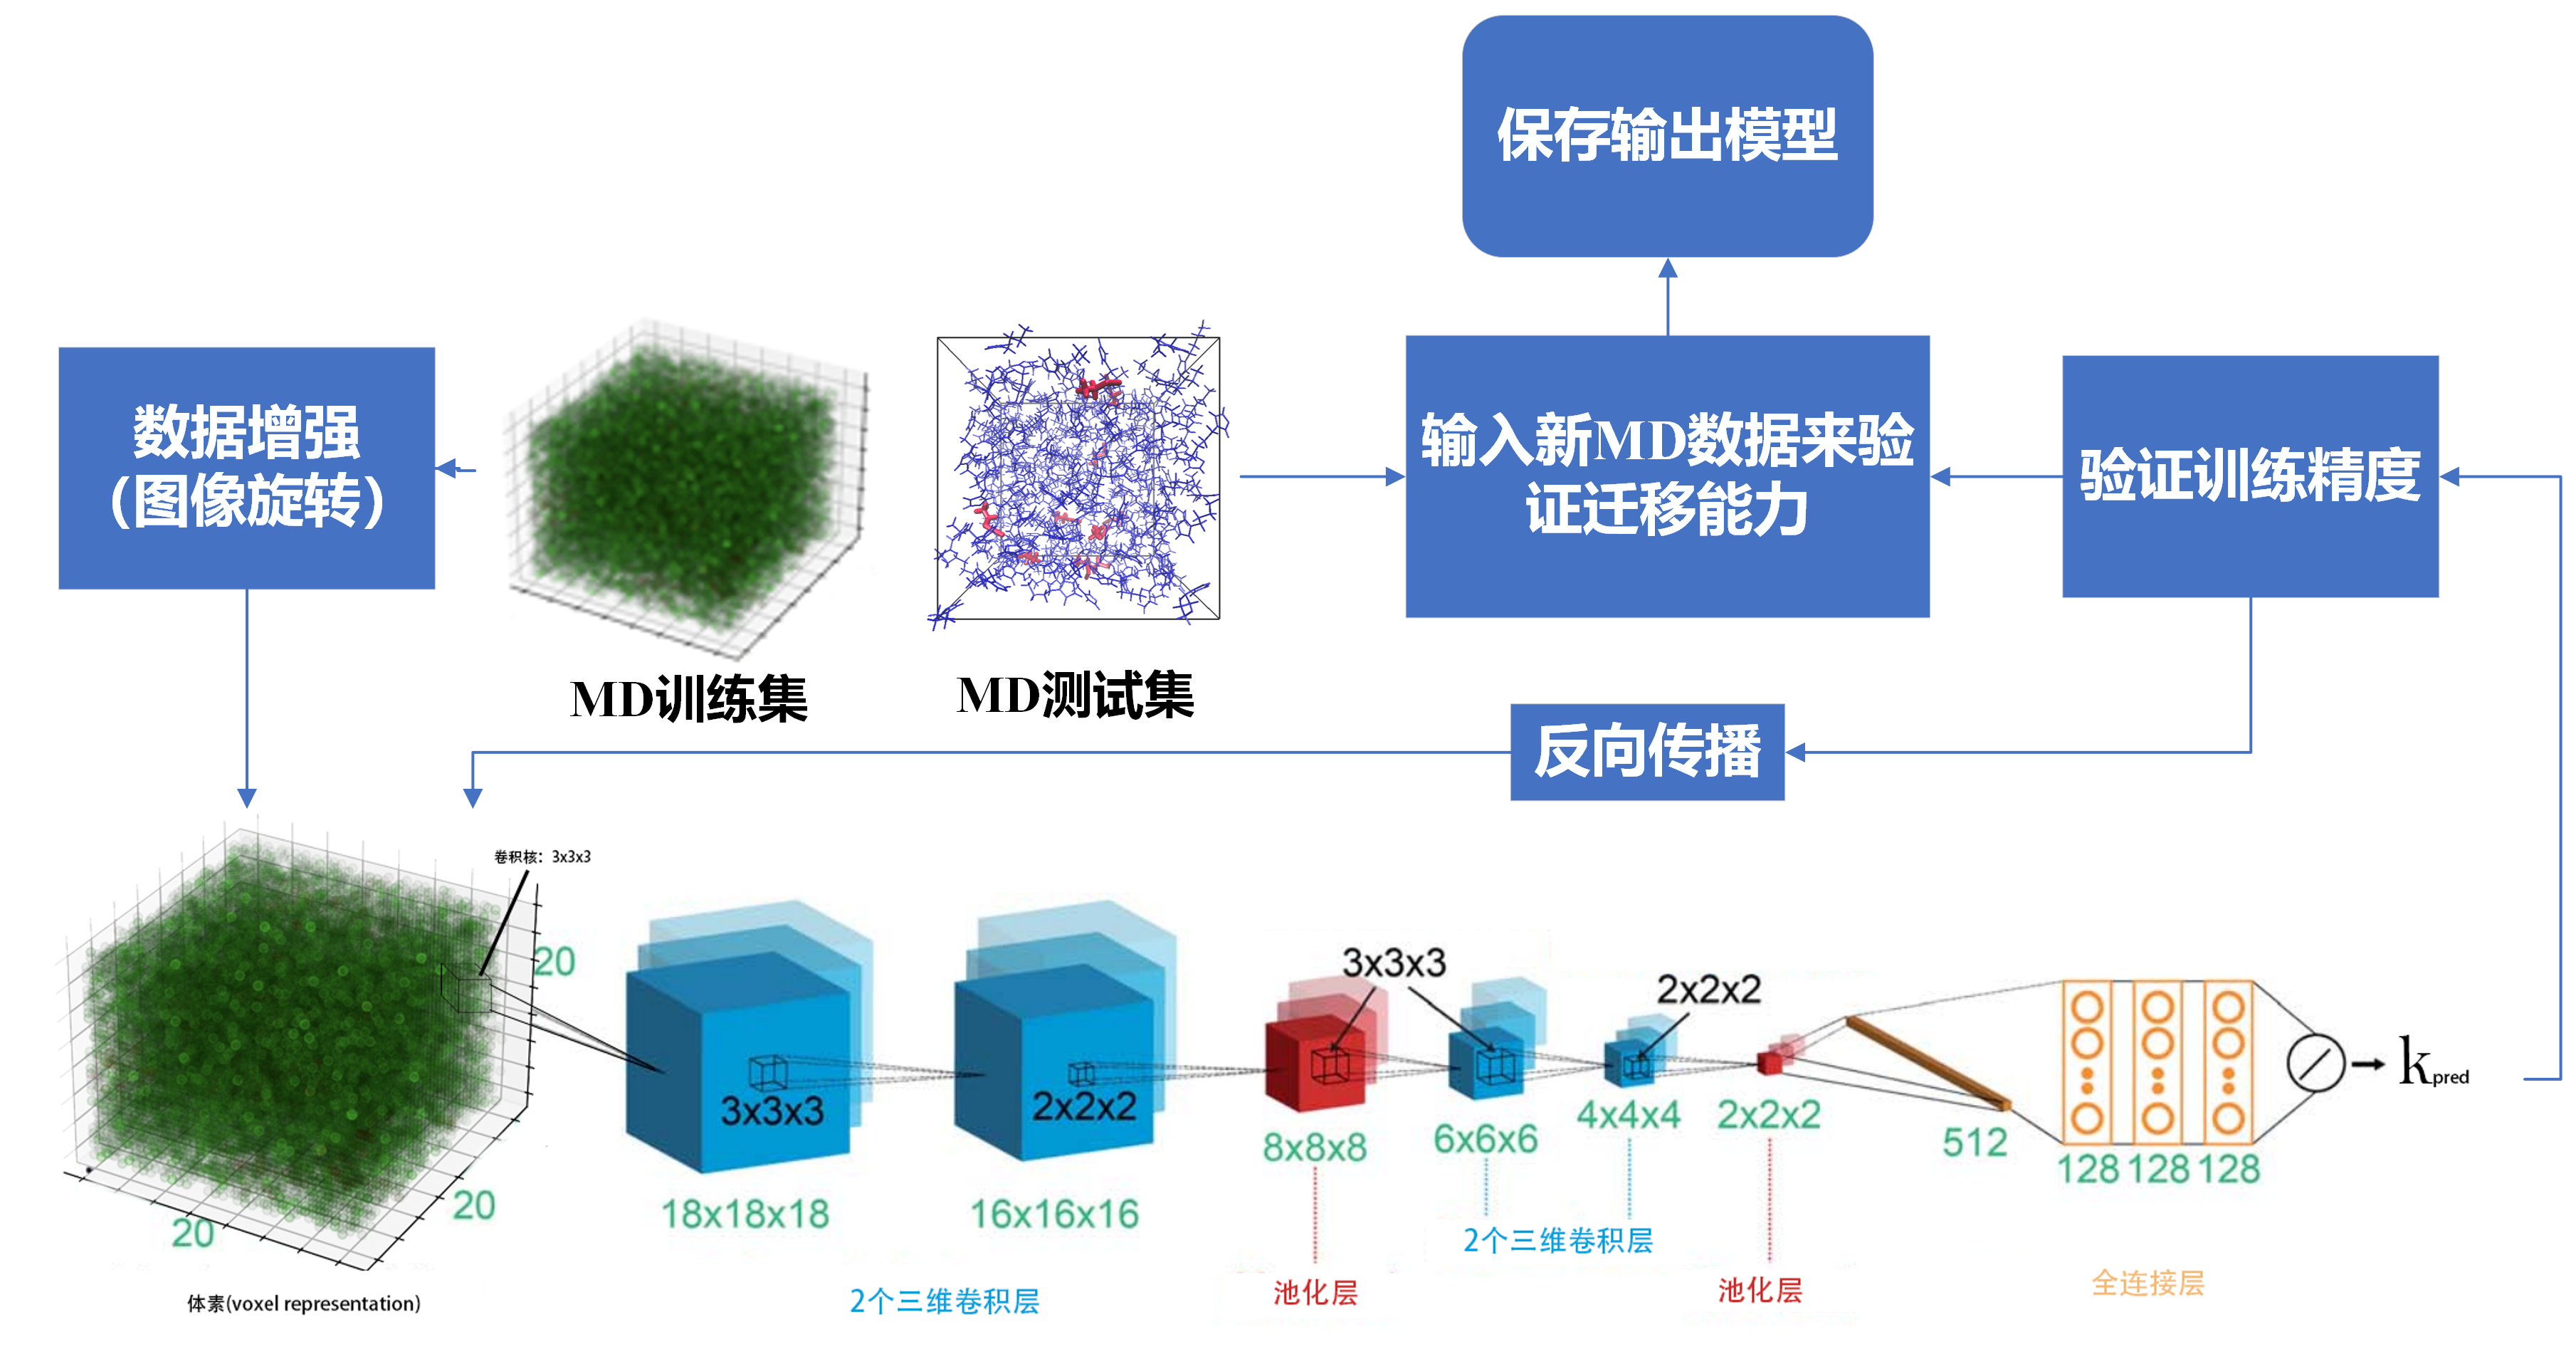 保存输出模型
数据增强
(图像旋转)
输入新MD数据来验
证迁移能力
验证训练精度
MD训练集
MD测试集
反向传播
卷积核：3x3x3
20
20
20
体素(voxel representation)
3x3x3
18x18x18
2x2x2
16x16x16
2个三维卷积层
3x3x3
8x8x8
池化层
6x6x6
2x2x2
4x4x4
2个三维卷积层
2x2x2
池化层
512
128 128 128
全连接层
kpred